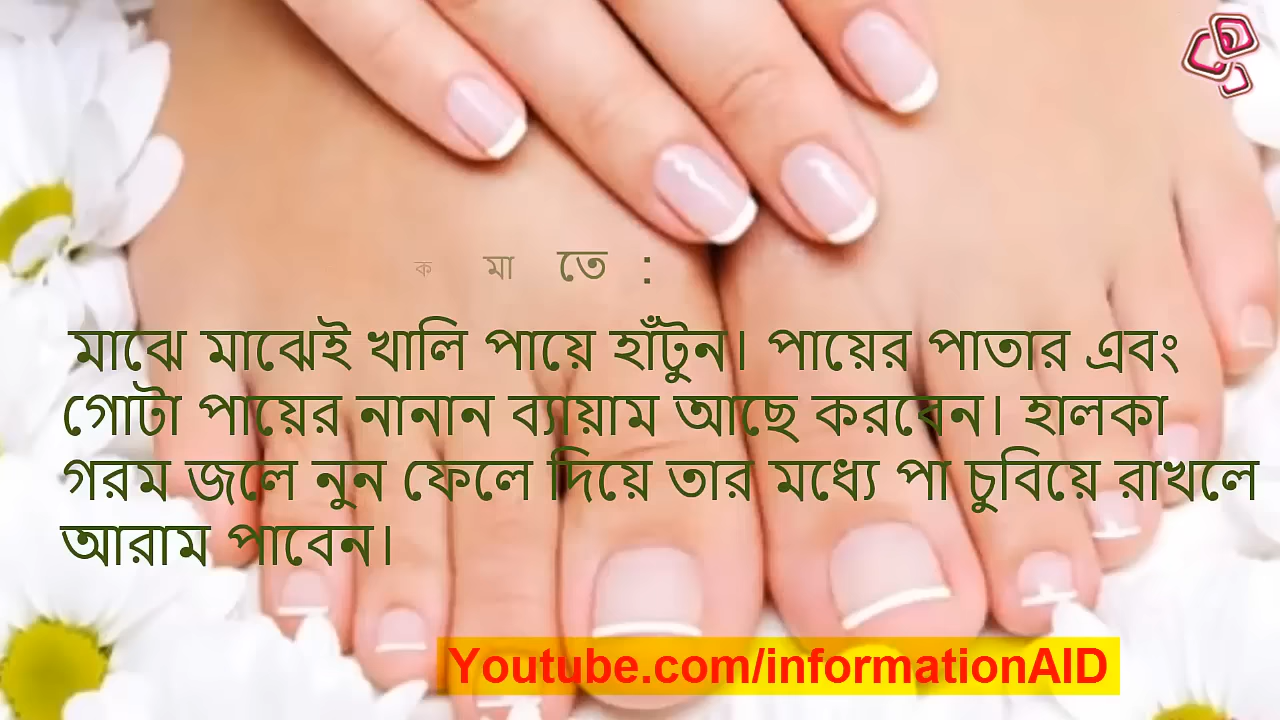 ক মা তে :
মাঝে মাঝেই খালি পায়ে হাঁটুন। পায়ের পাতার এবং
গোটা পায়ের নানান ব্যায়াম আছে করবেন। হালকা
গরম জলে নুন ফেলে দিয়ে তার মধ্যে পা চুবিয়ে রাখলে
আরাম পাবেন।
Youtube.com/informationAID